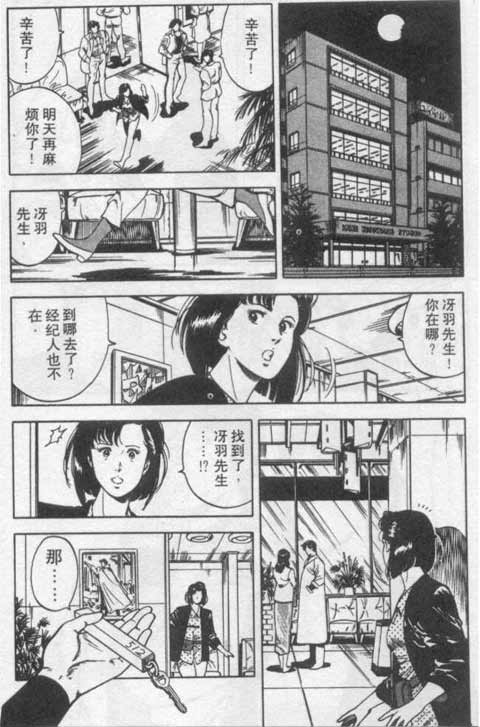 辛苦了！
辛苦了！
明天再麻
烦你了！
冴羽
先生．
冴羽先生！
你在哪？
到哪去了？
经纪人也不
在．
找到了，
冴羽先生
……!?
那
……